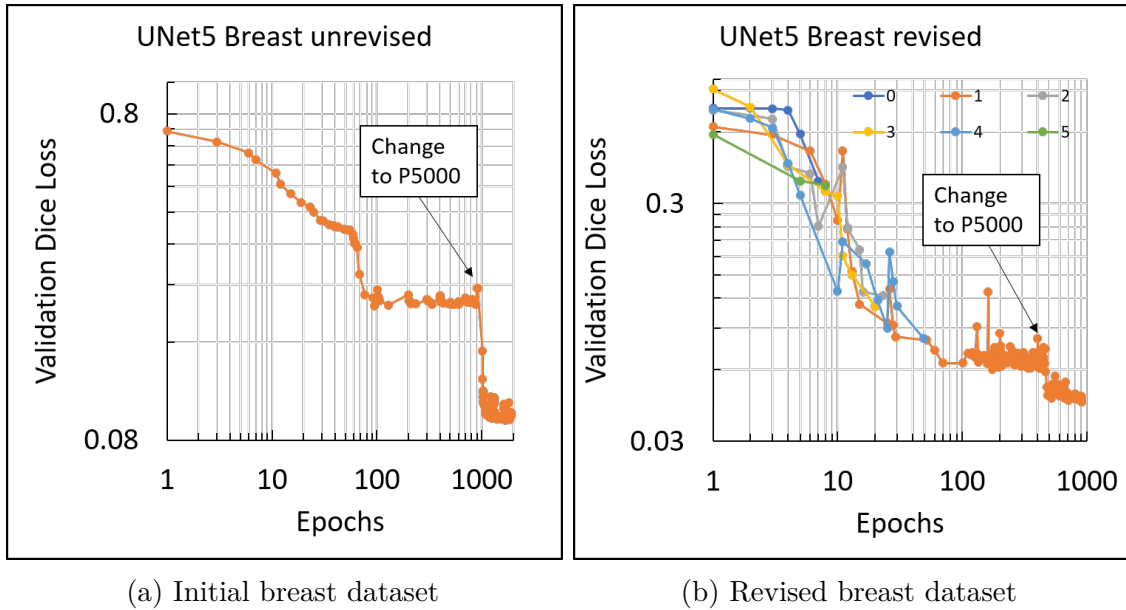 UNet5 Breast unrevised
0.8
Change
to P5000
Validation Dice Loss
0.08
1
10
100
1000
Epochs
(a) Initial breast dataset
UNet5 Breast revised
0
1
2
3
4
5
0.3
Change
to P5000
Validation Dice Loss
0.03
1
10
100
1000
Epochs
(b) Revised breast dataset